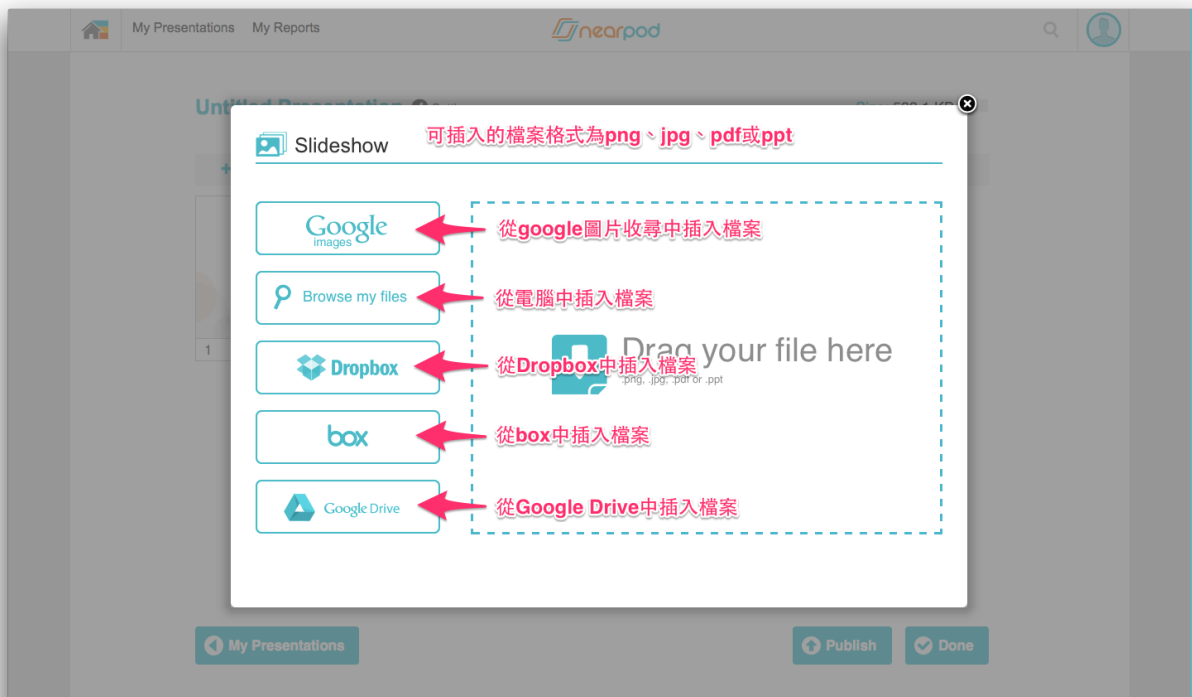 My Presentations My Reports
nearpod
Untitled Presentation
Slideshow 可插入的檔案格式為png、jpg、pdf或ppt
Google
images
從google圖片收尋中插入檔案
Browse my files
從電腦中插入檔案
Drag your file here
.png, .jpg, .pdf or .ppt
1
Dropbox
從Dropbox中插入檔案
box
從box中插入檔案
Google Drive
從Google Drive中插入檔案
My Presentations
Publish
Done